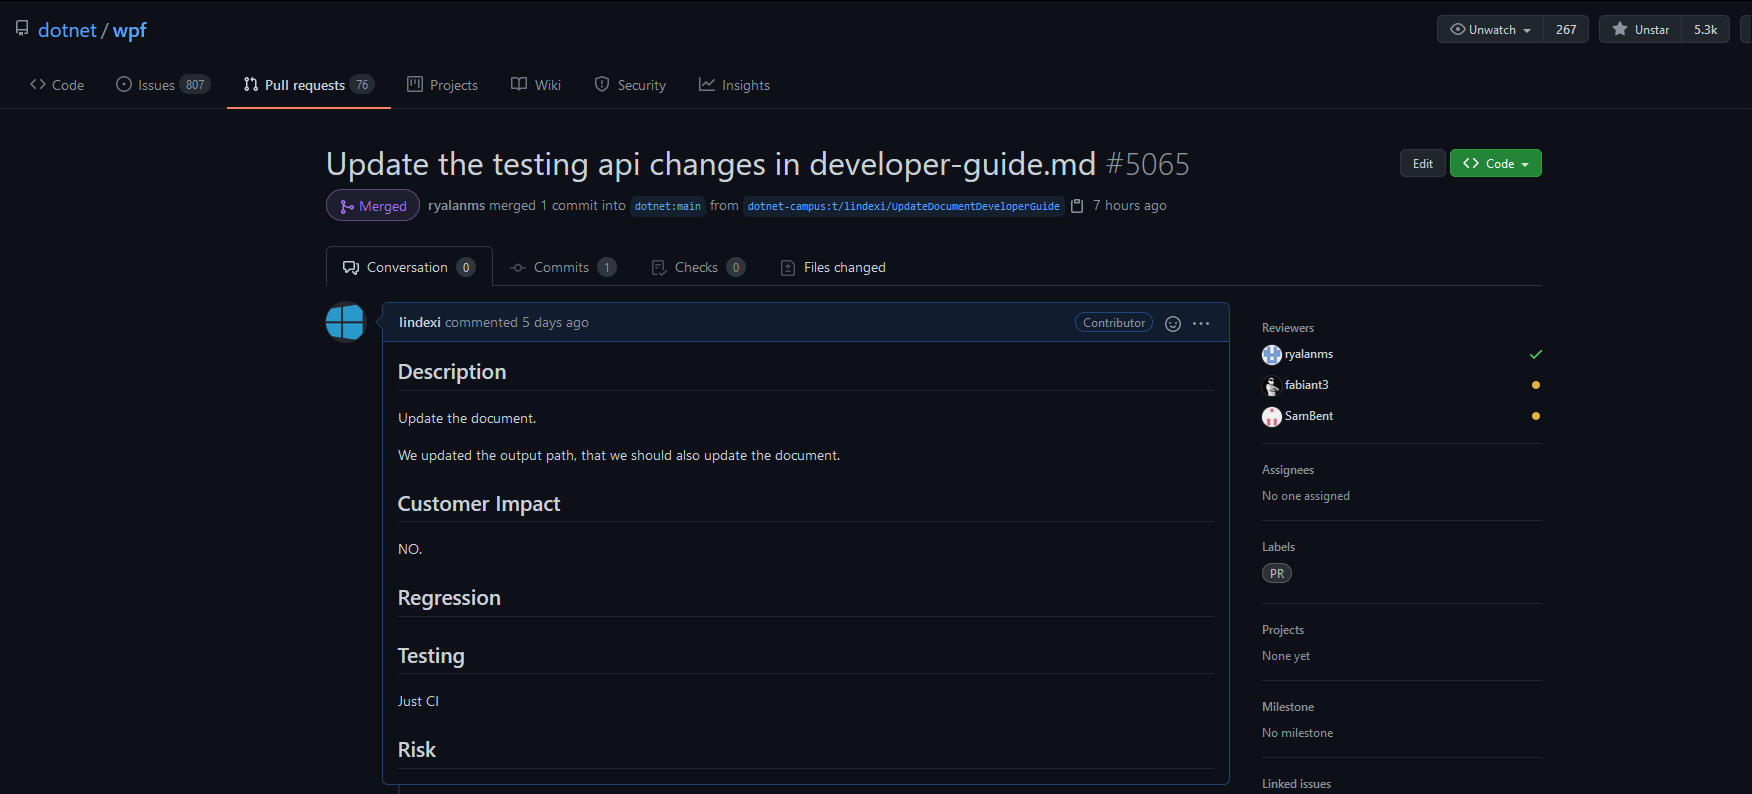 dotnet / wpf
Unwatch 267 Unstar 5.3k
Code Issues 807 Pull requests 76 Projects Wiki Security Insights
Update the testing api changes in developer-guide.md #5065
Edit Code
Merged ryalanms merged 1 commit into dotnet:main from dotnet-campus:t/lindexi/UpdateDocumentDeveloperGuide 7 hours ago
Conversation 0 Commits 1 Checks 0 Files changed
lindexi commented 5 days ago Contributor
Description
Update the document.
We updated the output path, that we should also update the document.
Customer Impact
NO.
Regression
Testing
Just CI
Risk
Reviewers
ryalanms
fabiant3
SamBent
Assignees
No one assigned
Labels
PR
Projects
None yet
Milestone
No milestone
Linked issues